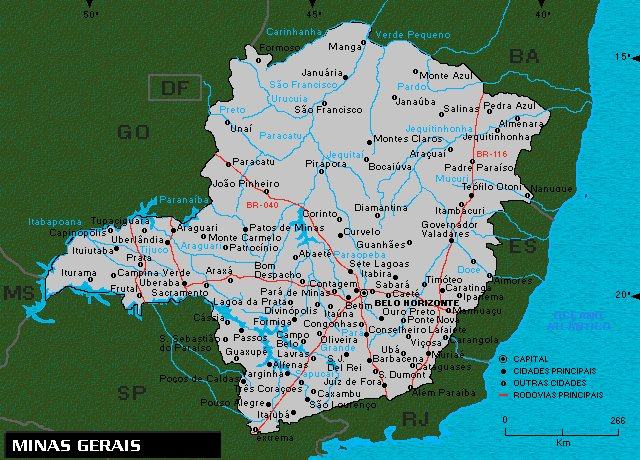 50°
45°
40°
Carinhanha
Verde Pequeno
Formoso
Manga
BA
15°
Januária
Monte Azul
São Francisco
Pardo
DF
Urucuia
São Francisco
Janaúba
Salinas
Pedra Azul
Preto
Almenara
GO
Unaí
Paracatu
Jequitinhonha
Jequitinhonha
Montes Claros
Araçuaí
BR-116
Jequitaí
Paracatu
Pirapora
Bocaiúva
Padre Paraíso
Mucuri
João Pinheiro
Teófilo Otoni
Nanuque
Paranaíba
BR-040
Diamantina
Itambacuri
Itabapoana
Tupaciguara
Corinto
Araguari
Patos de Minas
Curvelo
Governador
Valadares
Capinópolis
Uberlândia
Monte Carmelo
Guanhães
ES
Ituiutaba
Tijuco
Araguari
Patrocínio
Abaeté
Paraopeba
Prata
Bom
Despacho
Sete Lagoas
Doce
Iturama
Campina Verde
Araxá
Itabira
Aimores
Uberaba
Contagem
Sabará
Timóteo
MS
Frutal
Sacramento
Pará de Minas
Caeté
Caratinga
20°
Lagoa da Prata
Betim
BELO HORIZONTE
Ipanema
Divinópolis
Itaúna
Ouro Preto
Manhuaçu
Cássia
Formiga
Congonhas
Ponte Nova
OCEANO
ATLÂNTICO
S. Sebastião
do Paraíso
Passos
Campo
Belo
Pará
Conselheiro Lafaiete
Oliveira
Viçosa
Carangola
Guaxupé
Grande
Lavras
S.J.
Del Rei
Ubá
Muriaé
Alfenas
Barbacena
Cataguases
Poços de Caldas
Varginha
Sapucaí
S. Dumont
SP
Três Corações
Juiz de Fora
Além Paraíba
Caxambu
Pouso Alegre
São Lourenço
Itajubá
RJ
extrema
CAPITAL
CIDADES PRINCIPAIS
OUTRAS CIDADES
RODOVIAS PRINCIPAIS
0
266
Km
MINAS GERAIS